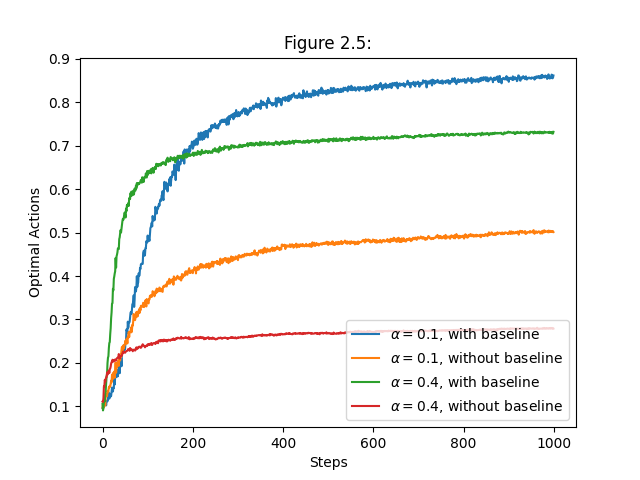 Figure 2.5:
0.9
0.8
0.7
0.6
0.5
0.4
0.3
0.2
0.1
Optimal Actions
α = 0.1, with baseline
α = 0.1, without baseline
α = 0.4, with baseline
α = 0.4, without baseline
0 200 400 600 800 1000
Steps